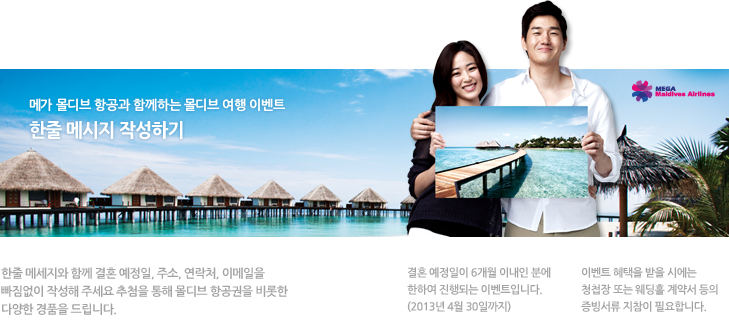 메가 몰디브 항공과 함께하는 몰디브 여행 이벤트
한줄 메시지 작성하기
MEGA
Maldives Airlines
한줄 메세지와 함께 결혼 예정일, 주소, 연락처, 이메일을
빠짐없이 작성해 주세요 추첨을 통해 몰디브 항공권을 비롯한
다양한 경품을 드립니다.
결혼 예정일이 6개월 이내인 분에
한하여 진행되는 이벤트입니다.
(2013년 4월 30일까지)
이벤트 혜택을 받을 시에는
청첩장 또는 웨딩홀 계약서 등의
증빙서류 지참이 필요합니다.